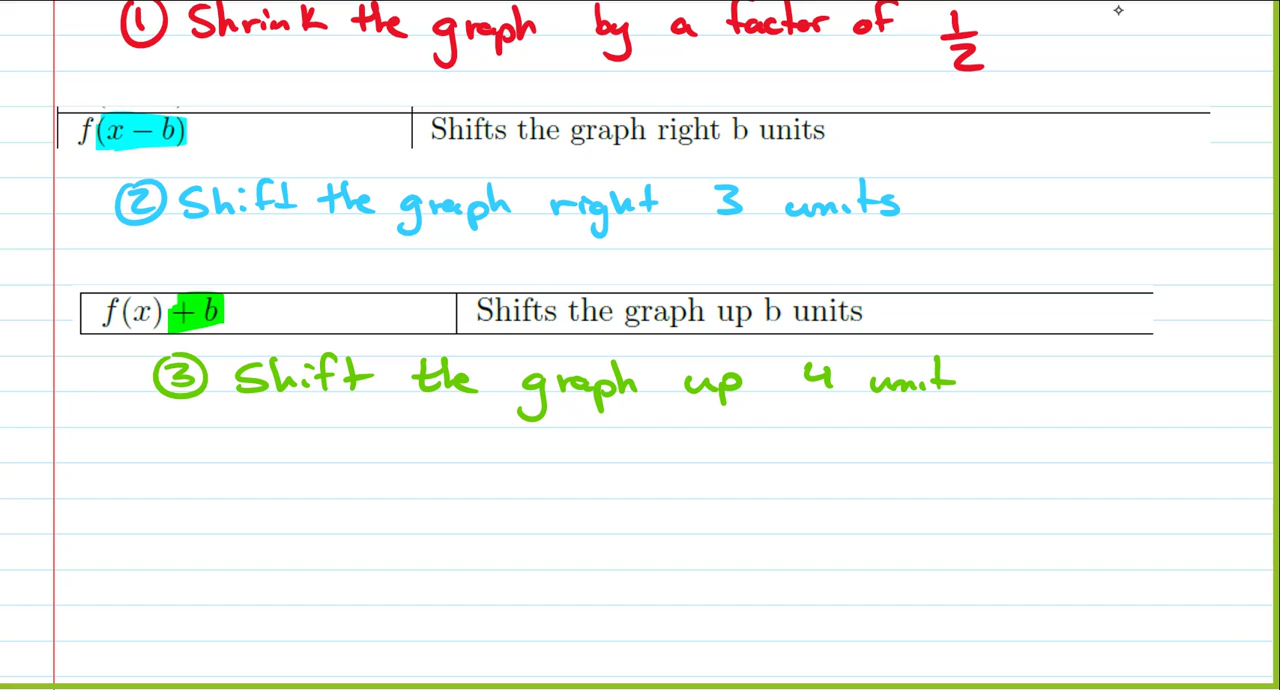 ① Shrink the graph by a factor of 1/2
f(x − b) Shifts the graph right b units
② Shift the graph right 3 units
f(x) + b Shifts the graph up b units
③ Shift the graph up 4 unit